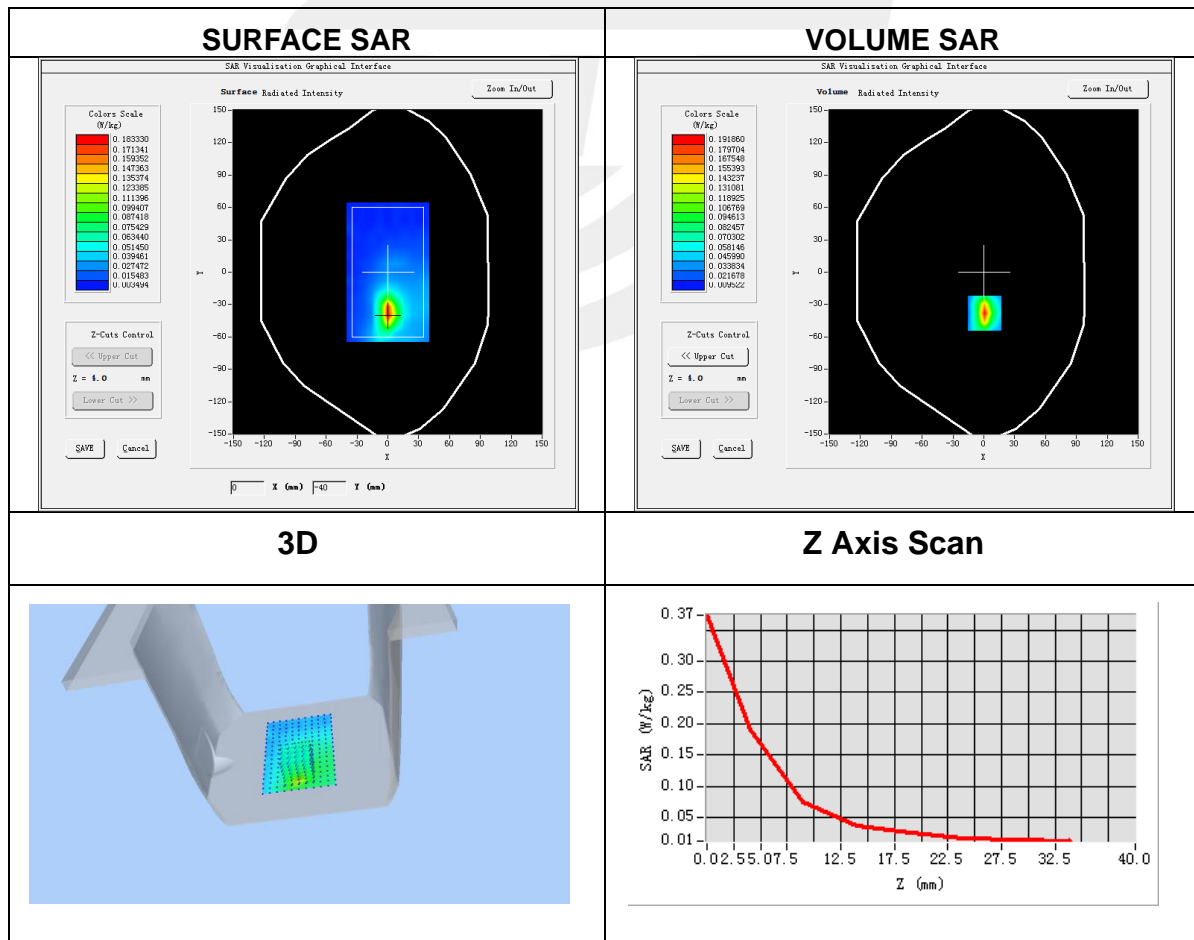 SURFACE SAR
VOLUME SAR
SAR Visualisation Graphical Interface
Surface Radiated Intensity
Zoom In/Out
Colors Scale
(W/kg)
0.183330
0.171341
0.159352
0.147363
0.135374
0.123385
0.111396
0.099407
0.087418
0.075429
0.063440
0.051450
0.039461
0.027472
0.015483
0.003494
Z-Cuts Control
<< Upper Cut
Z = 4.0 mm
Lower Cut >>
SAVE
Cancel
150
120
90
60
30
0
-30
-60
-90
-120
-150
Y
-150 -120 -90 -60 -30 0 30 60 90 120 150
X
0 X (mm) -40 Y (mm)
SAR Visualisation Graphical Interface
Volume Radiated Intensity
Zoom In/Out
Colors Scale
(W/kg)
0.191860
0.179704
0.167548
0.155393
0.143237
0.131081
0.118925
0.106769
0.094613
0.082457
0.070302
0.058146
0.045990
0.033834
0.021678
0.009522
Z-Cuts Control
<< Upper Cut
Z = 4.0 mm
Lower Cut >>
SAVE
Cancel
150
120
90
60
30
0
-30
-60
-90
-120
-150
Y
-150 -120 -90 -60 -30 0 30 60 90 120 150
X
3D
Z Axis Scan
0.37
0.30
0.25
0.20
0.15
0.10
0.05
0.01
SAR (W/kg)
0.0 2.5 5.0 7.5 12.5 17.5 22.5 27.5 32.5 40.0
Z (mm)